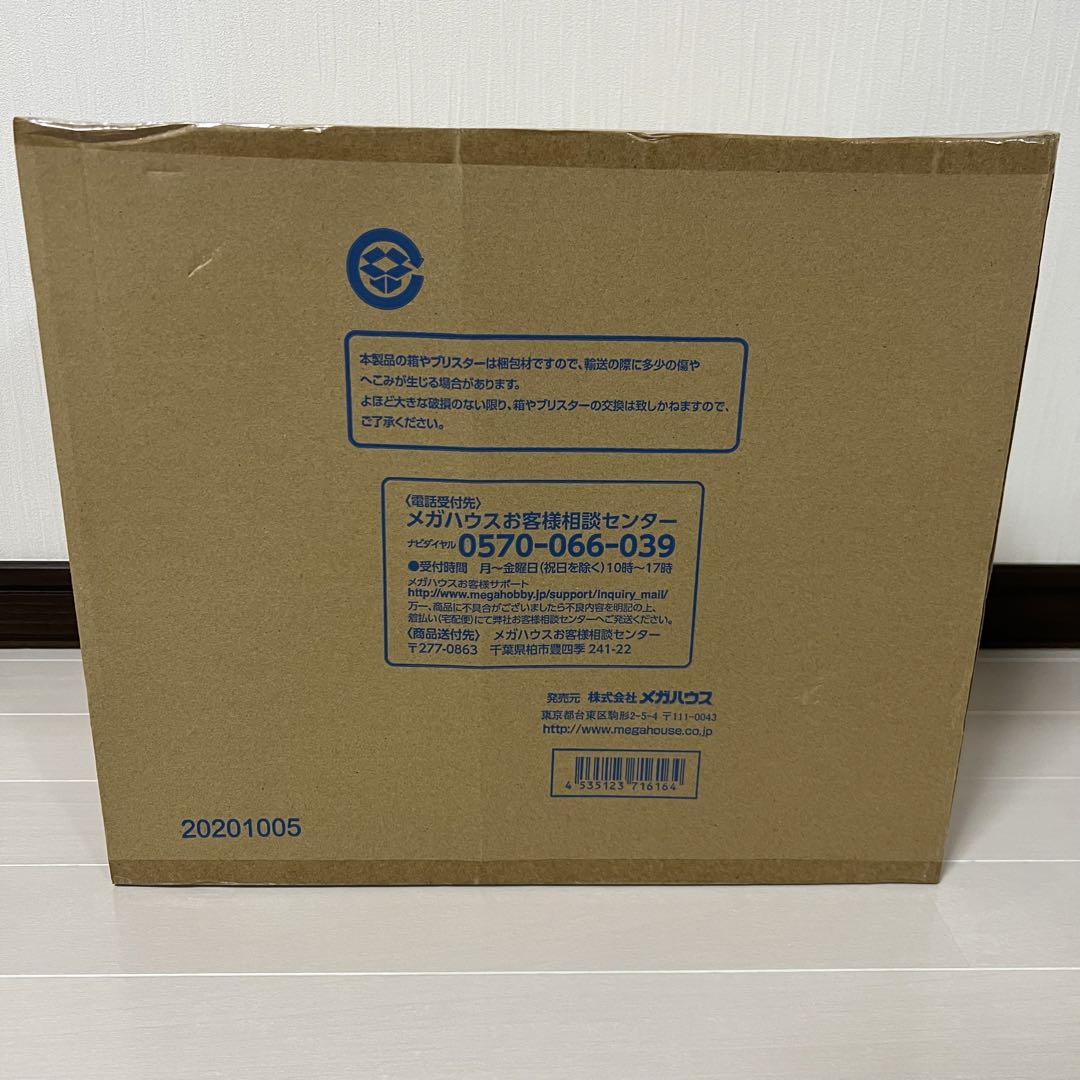 本製品の箱やブリスターは梱包材ですので、輸送の際に多少の傷や
へこみが生じる場合があります。
よほど大きな破損のない限り、箱やブリスターの交換は致しかねますので、
ご了承ください。
〈電話受付先〉
メガハウスお客様相談センター
ナビダイヤル 0570-066-039
●受付時間 月〜金曜日(祝日を除く)10時〜17時
メガハウスお客様サポート
http://www.megahobby.jp/support/inquiry_mail/
万一、商品に不具合がございましたら不良内容を明記の上、
着払い(宅配便)にて弊社お客様相談センターへご発送ください。
〈商品送付先〉 メガハウスお客様相談センター
〒277-0863 千葉県柏市豊四季 241-22
発売元 株式会社 メガハウス
東京都台東区駒形2-5-4 〒111-0043
http://www.megahouse.co.jp
4 535123 716164
20201005